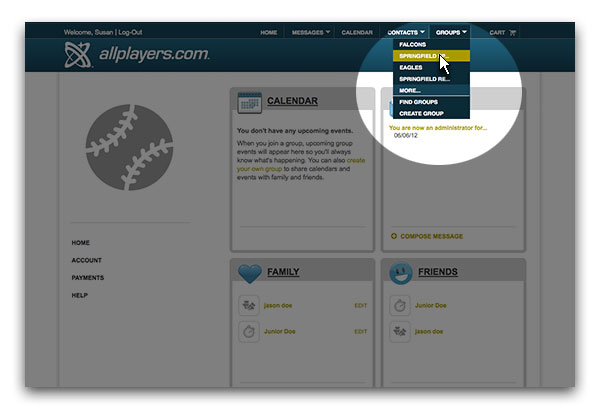 Welcome, Susan | Log-Out
HOME
MESSAGES
CALENDAR
CONTACTS
GROUPS
CART
allplayers.com
FALCONS
SPRINGFIELD
EAGLES
SPRINGFIELD RE...
MORE...
FIND GROUPS
CREATE GROUP
CALENDAR
You don't have any upcoming events.
When you join a group, upcoming group
events will appear here so you'll always
know what's happening. You can also create
your own group to share calendars and
events with family and friends.
You are now an administrator for...
06/06/12
COMPOSE MESSAGE
HOME
ACCOUNT
PAYMENTS
HELP
FAMILY
jason doe
EDIT
Junior Doe
EDIT
FRIENDS
Junior Doe
jason doe